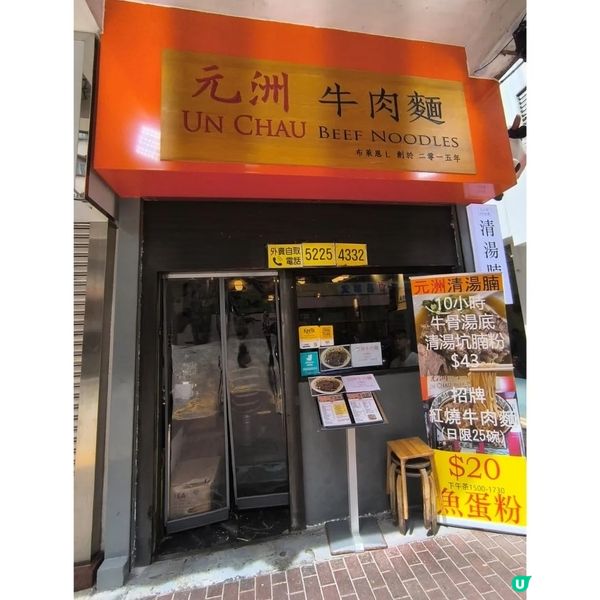 元洲 牛肉麵
UN CHAU BEEF NOODLES
布萊恩L 創於 二零一五年
外賣自取
電話
5225 4332
清湯腩
元洲清湯腩
10小時
牛骨湯底
清湯坑腩粉
$43
招牌
紅燒牛肉麵
(日限25碗)
$20
下午茶1500-1730
魚蛋粉
U